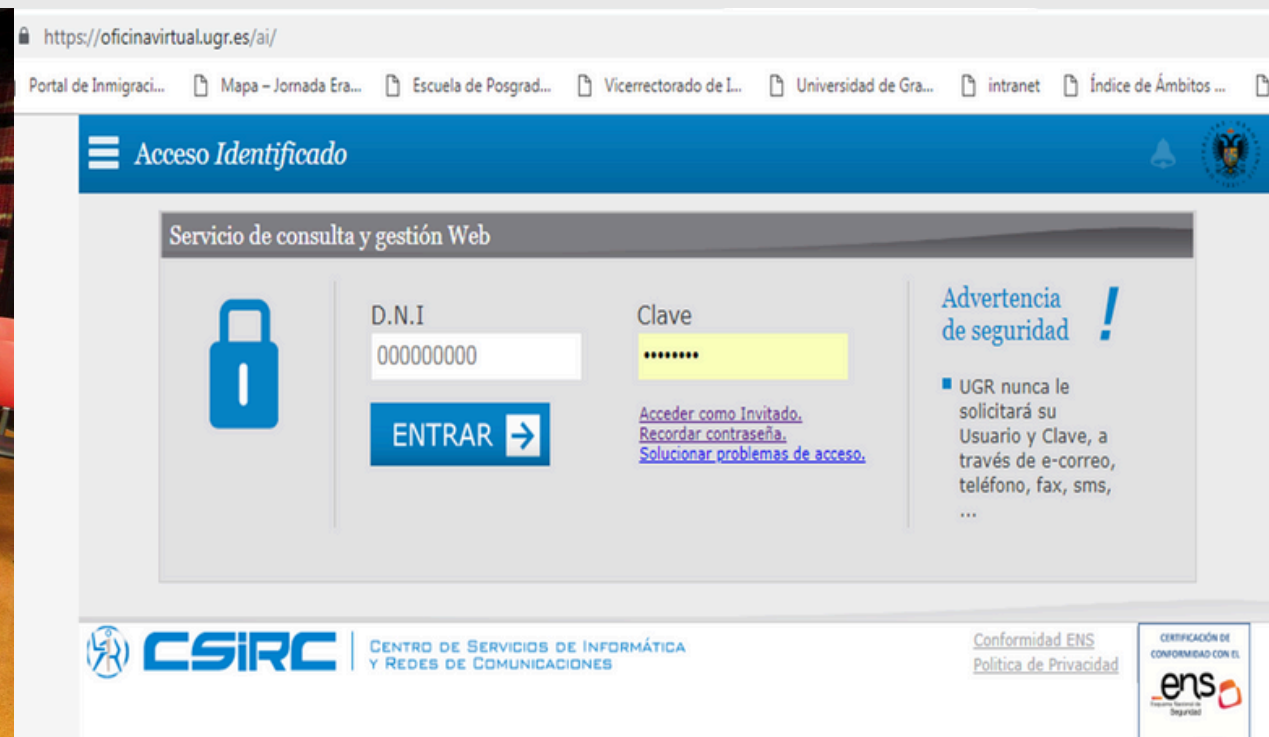 https://oficinavirtual.ugr.es/ai/
Portal de Inmigraci... Mapa – Jornada Era... Escuela de Posgrad... Vicerrectorado de I... Universidad de Gra... intranet Índice de Ámbitos ...
Acceso Identificado
Servicio de consulta y gestión Web
D.N.I
000000000
ENTRAR
Clave
••••••••
Acceder como Invitado.
Recordar contraseña.
Solucionar problemas de acceso.
Advertencia
de seguridad !
UGR nunca le
solicitará su
Usuario y Clave, a
través de e-correo,
teléfono, fax, sms,
...
CSiRC
CENTRO DE SERVICIOS DE INFORMÁTICA
Y REDES DE COMUNICACIONES
Conformidad ENS
Politica de Privacidad
CERTIFICACIÓN DE
CONFORMIDAD CON EL
ens
Esquema Nacional de
Seguridad